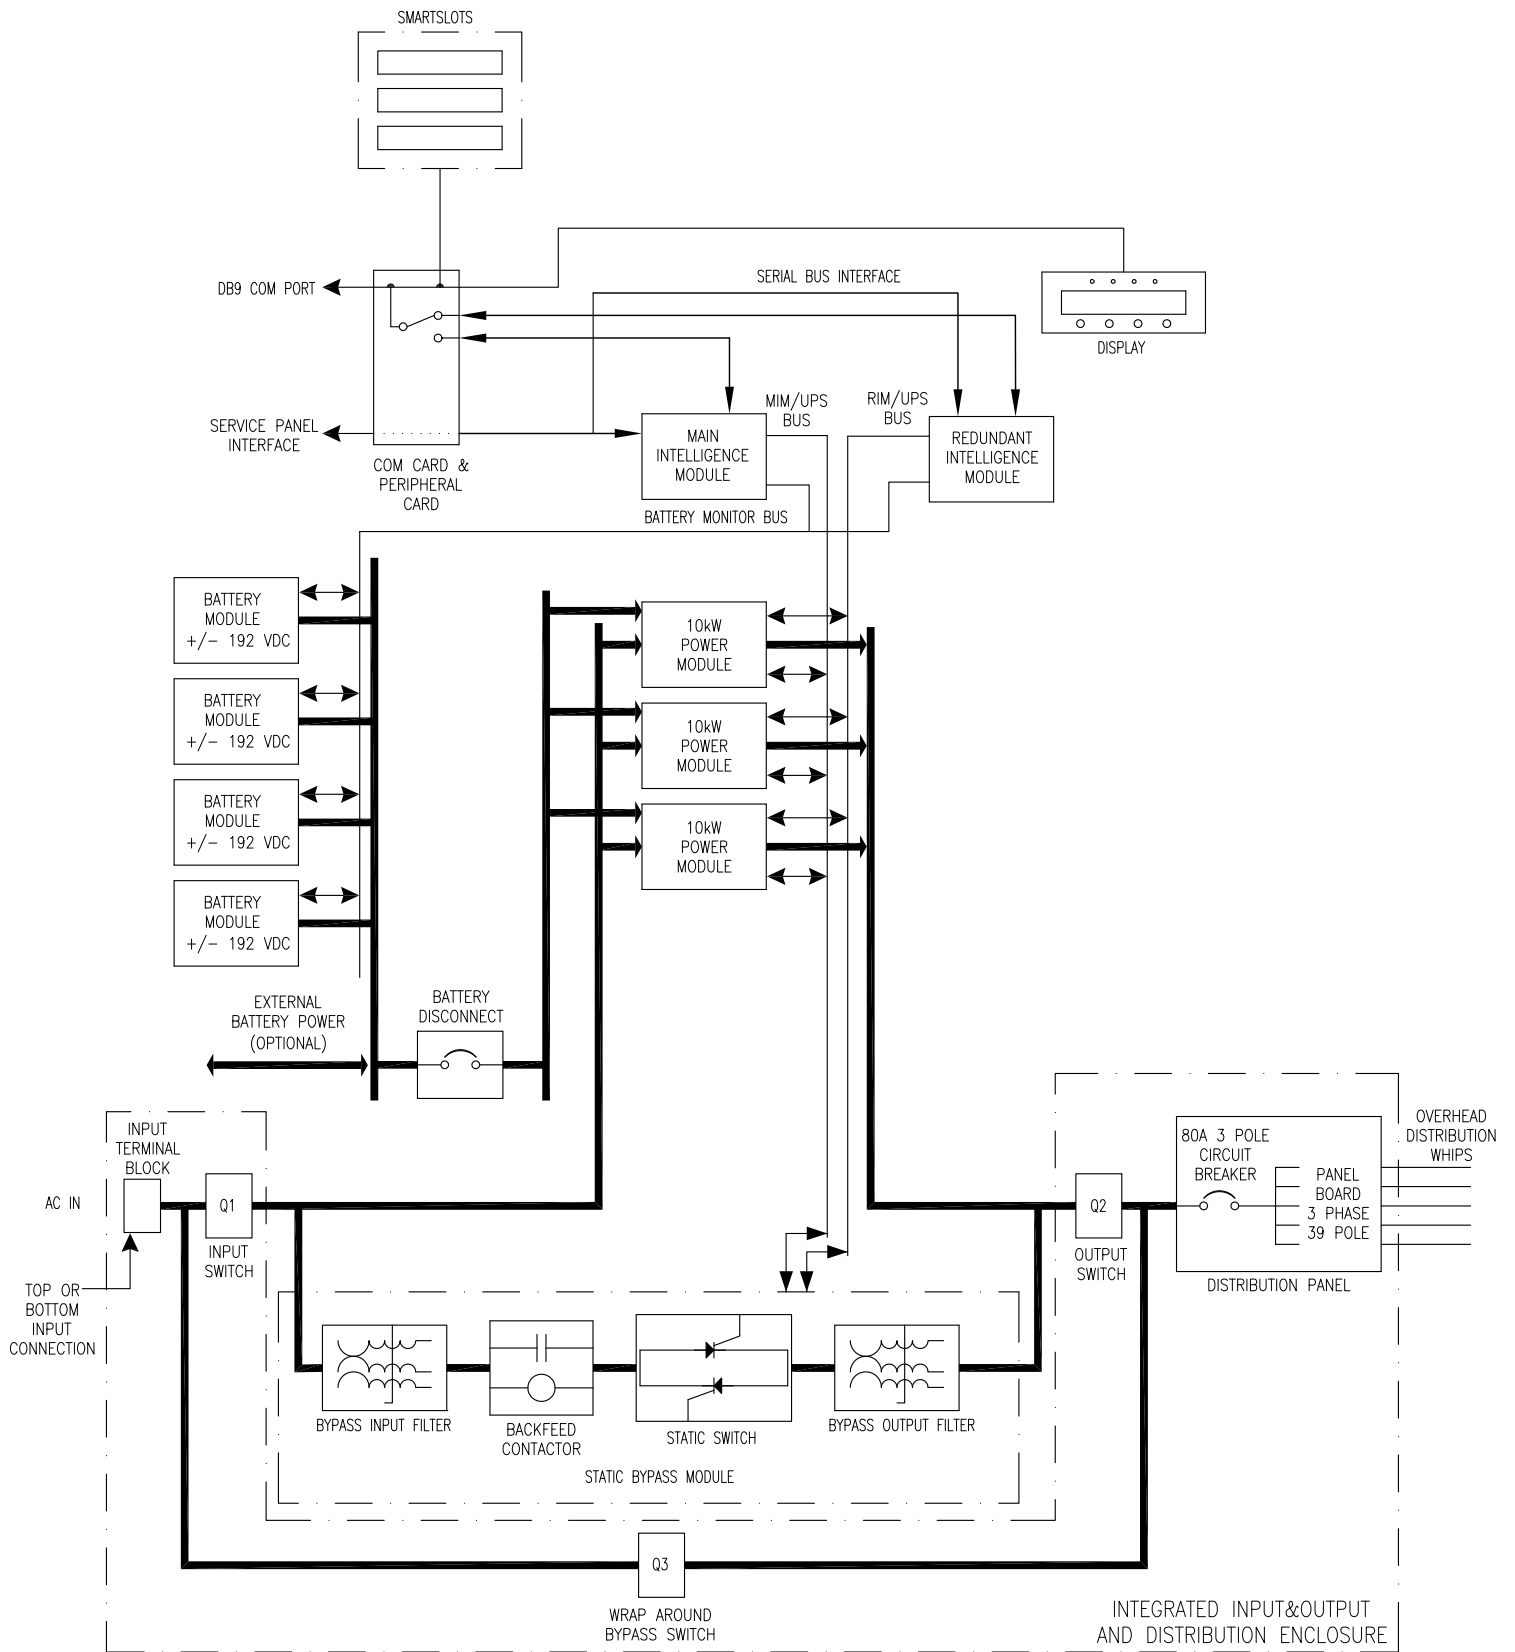 SMARTSLOTS
DB9 COM PORT
SERIAL BUS INTERFACE
DISPLAY
SERVICE PANEL
INTERFACE
COM CARD &
PERIPHERAL
CARD
MAIN
INTELLIGENCE
MODULE
MIM/UPS
BUS
RIM/UPS
BUS
REDUNDANT
INTELLIGENCE
MODULE
BATTERY MONITOR BUS
BATTERY
MODULE
+/- 192 VDC
BATTERY
MODULE
+/- 192 VDC
BATTERY
MODULE
+/- 192 VDC
BATTERY
MODULE
+/- 192 VDC
10kW
POWER
MODULE
10kW
POWER
MODULE
10kW
POWER
MODULE
EXTERNAL
BATTERY POWER
(OPTIONAL)
BATTERY
DISCONNECT
INPUT
TERMINAL
BLOCK
AC IN
Q1
INPUT
SWITCH
TOP OR
BOTTOM
INPUT
CONNECTION
Q2
OUTPUT
SWITCH
80A 3 POLE
CIRCUIT
BREAKER
PANEL
BOARD
3 PHASE
39 POLE
DISTRIBUTION PANEL
OVERHEAD
DISTRIBUTION
WHIPS
BYPASS INPUT FILTER
BACKFEED
CONTACTOR
STATIC SWITCH
BYPASS OUTPUT FILTER
STATIC BYPASS MODULE
Q3
WRAP AROUND
BYPASS SWITCH
INTEGRATED INPUT&OUTPUT
AND DISTRIBUTION ENCLOSURE